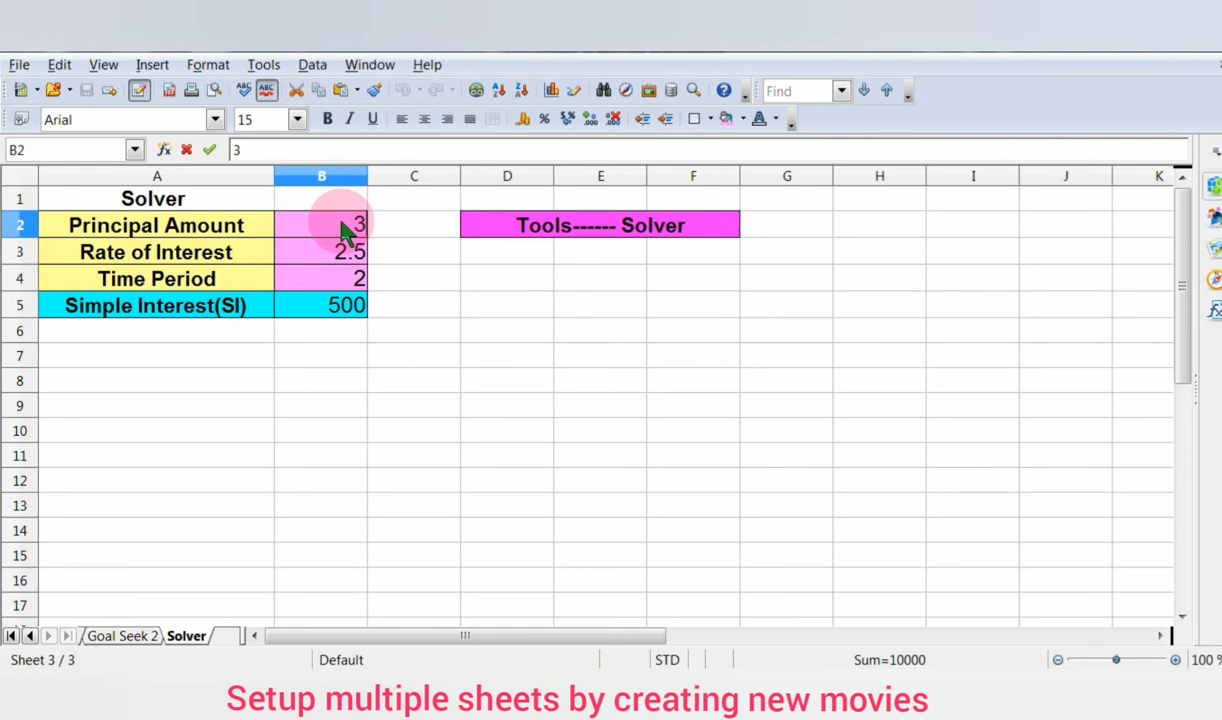 File Edit View Insert Format Tools Data Window Help
ABC ABC Find
Arial 15 B I U
B2 3
A B C D E F G H I J K
1 Solver
2 Principal Amount 3 Tools------ Solver
3 Rate of Interest 2.5
4 Time Period 2
5 Simple Interest(SI) 500
6
7
8
9
10
11
12
13
14
15
16
17
Goal Seek 2 Solver
Sheet 3 / 3 Default STD Sum=10000 100 %
Setup multiple sheets by creating new movies